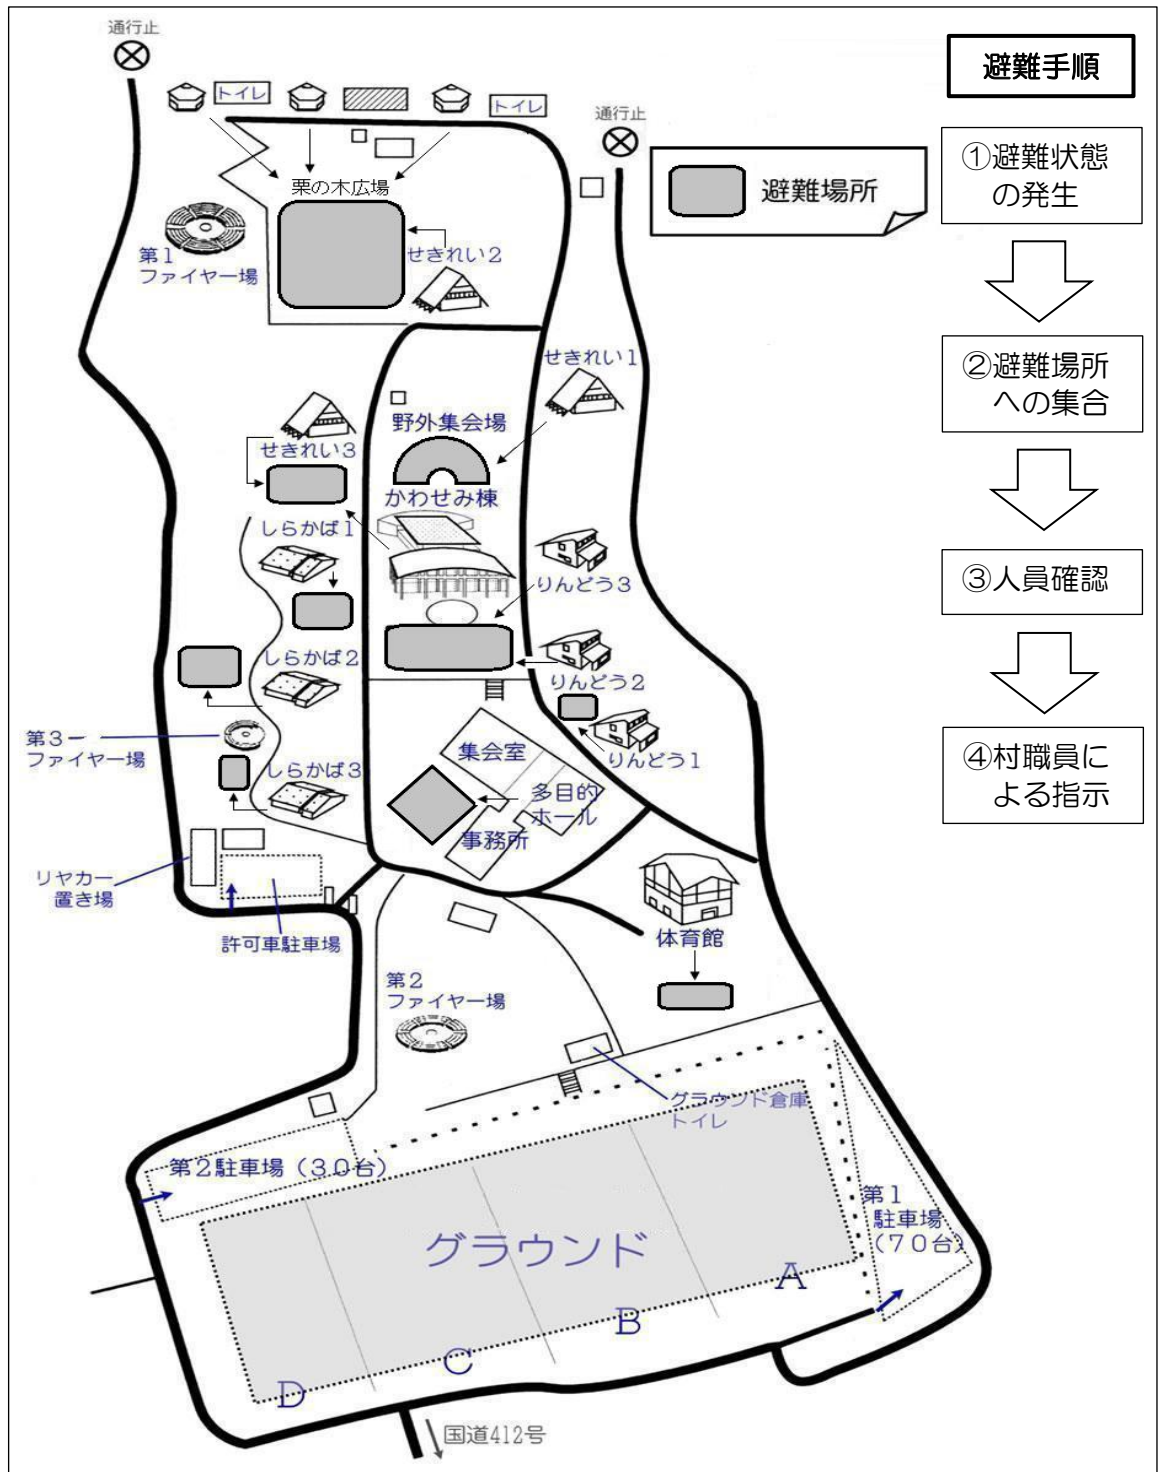 通行止
避難手順
トイレ
トイレ
通行止
①避難状態
の発生
避難場所
栗の木広場
第1
ファイヤー場
せきれい2
せきれい1
②避難場所
への集合
野外集会場
せきれい3
かわせみ棟
しらかば1
りんどう3
③人員確認
しらかば2
りんどう2
第3
ファイヤー場
集会室
りんどう1
しらかば3
多目的
ホール
④村職員に
よる指示
事務所
リヤカー
置き場
許可車駐車場
体育館
第2
ファイヤー場
グラウンド倉庫
トイレ
第2駐車場（30台）
第1
駐車場
（70台）
グラウンド
A
B
C
D
国道412号